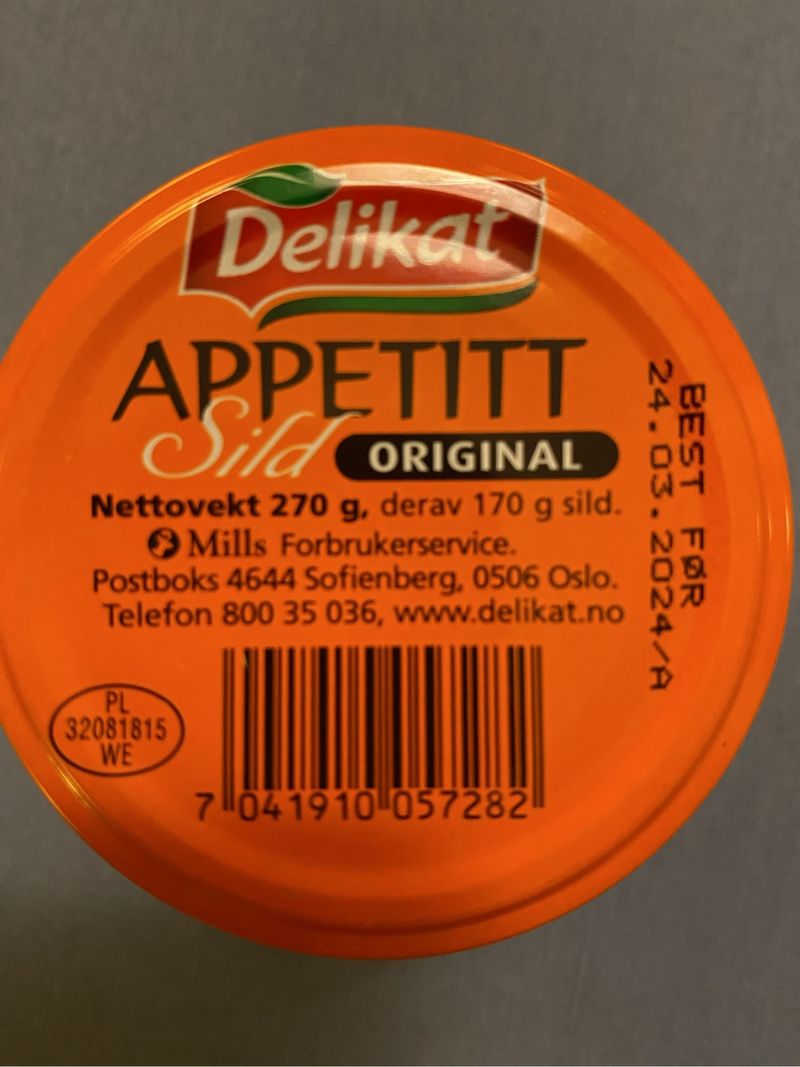 Delikat
APPETITT
Sild ORIGINAL
Nettovekt 270 g, derav 170 g sild.
Mills Forbrukerservice.
Postboks 4644 Sofienberg, 0506 Oslo.
Telefon 800 35 036, www.delikat.no
BEST FØR
24.03.2024/A
PL
32081815
WE
7 041910 057282